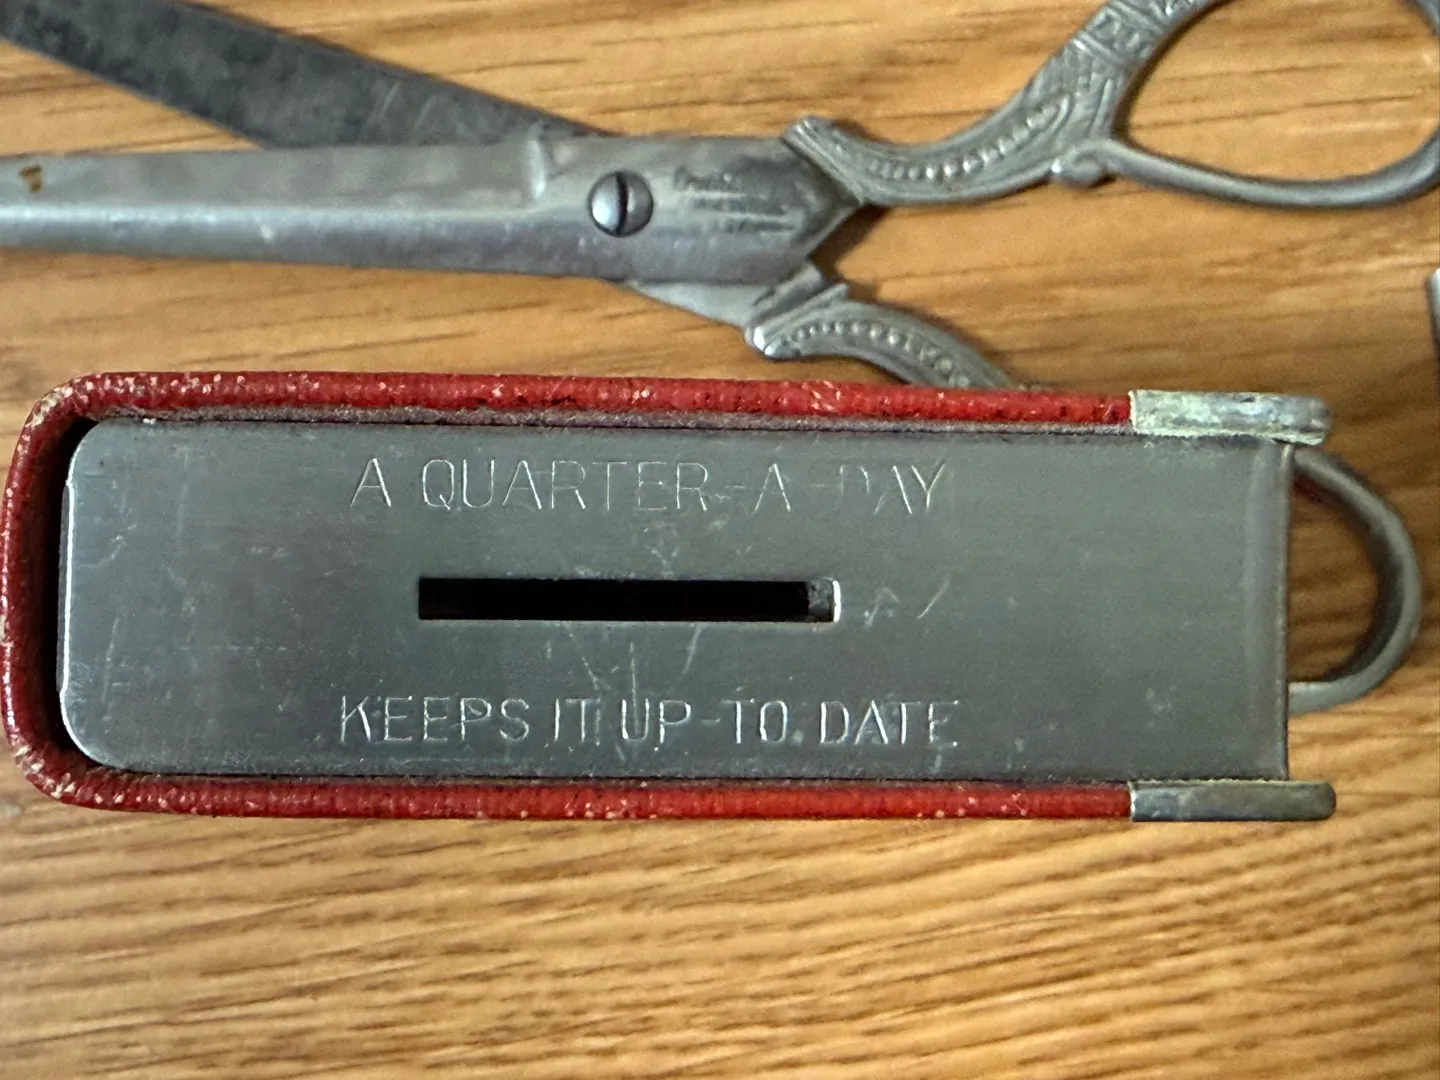 A QUARTER-A-DAY
KEEPS IT UP-TO-DATE